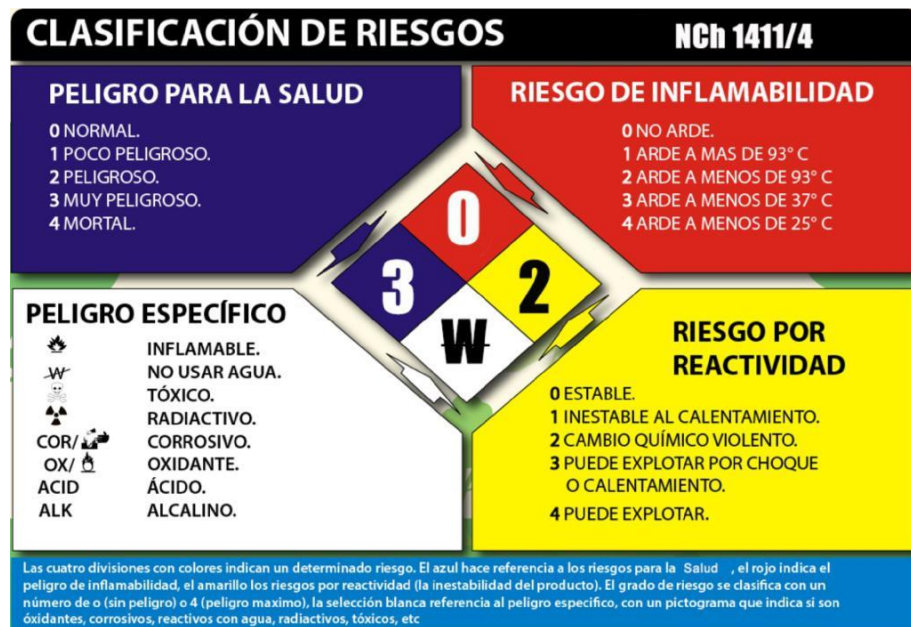 CLASIFICACIÓN DE RIESGOS
NCh 1411/4
PELIGRO PARA LA SALUD
0 NORMAL.
1 POCO PELIGROSO.
2 PELIGROSO.
3 MUY PELIGROSO.
4 MORTAL.
RIESGO DE INFLAMABILIDAD
0 NO ARDE.
1 ARDE A MAS DE 93° C
2 ARDE A MENOS DE 93° C
3 ARDE A MENOS DE 37° C
4 ARDE A MENOS DE 25° C
0
3
2
W
PELIGRO ESPECÍFICO
INFLAMABLE.
W NO USAR AGUA.
TÓXICO.
RADIACTIVO.
COR/ CORROSIVO.
OX/ OXIDANTE.
ACID ÁCIDO.
ALK ALCALINO.
RIESGO POR
REACTIVIDAD
0 ESTABLE.
1 INESTABLE AL CALENTAMIENTO.
2 CAMBIO QUÍMICO VIOLENTO.
3 PUEDE EXPLOTAR POR CHOQUE
O CALENTAMIENTO.
4 PUEDE EXPLOTAR.
Las cuatro divisiones con colores indican un determinado riesgo. El azul hace referencia a los riesgos para la Salud , el rojo indica el
peligro de inflamabilidad, el amarillo los riesgos por reactividad (la inestabilidad del producto). El grado de riesgo se clasifica con un
número de o (sin peligro) o 4 (peligro maximo), la selección blanca referencia al peligro especifico, con un pictograma que indica si son
óxidantes, corrosivos, reactivos con agua, radiactivos, tóxicos, etc